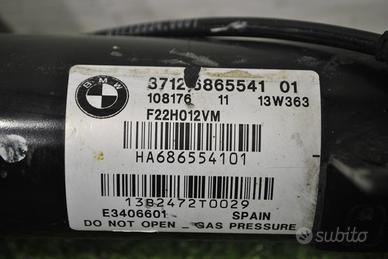 BMW
3712 6865541 01
108176 11 13W363
F22H012VM
HA686554101
13B2472T0029
E3406601 SPAIN
DO NOT OPEN - GAS PRESSURE
subito